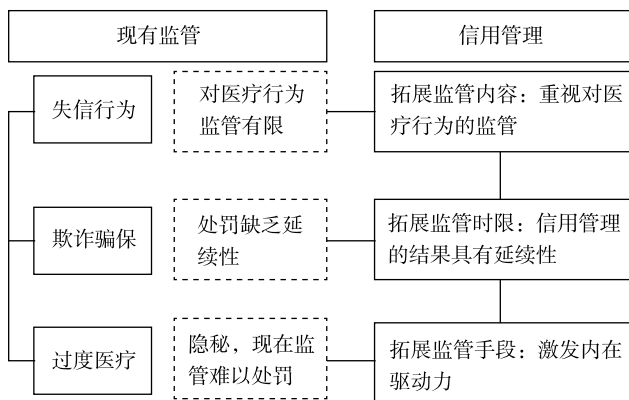 现有监管
信用管理
失信行为
对医疗行为
监管有限
拓展监管内容：重视对医
疗行为的监管
欺诈骗保
处罚缺乏延
续性
拓展监管时限：信用管理
的结果具有延续性
过度医疗
隐秘，现在监
管难以处罚
拓展监管手段：激发内在
驱动力